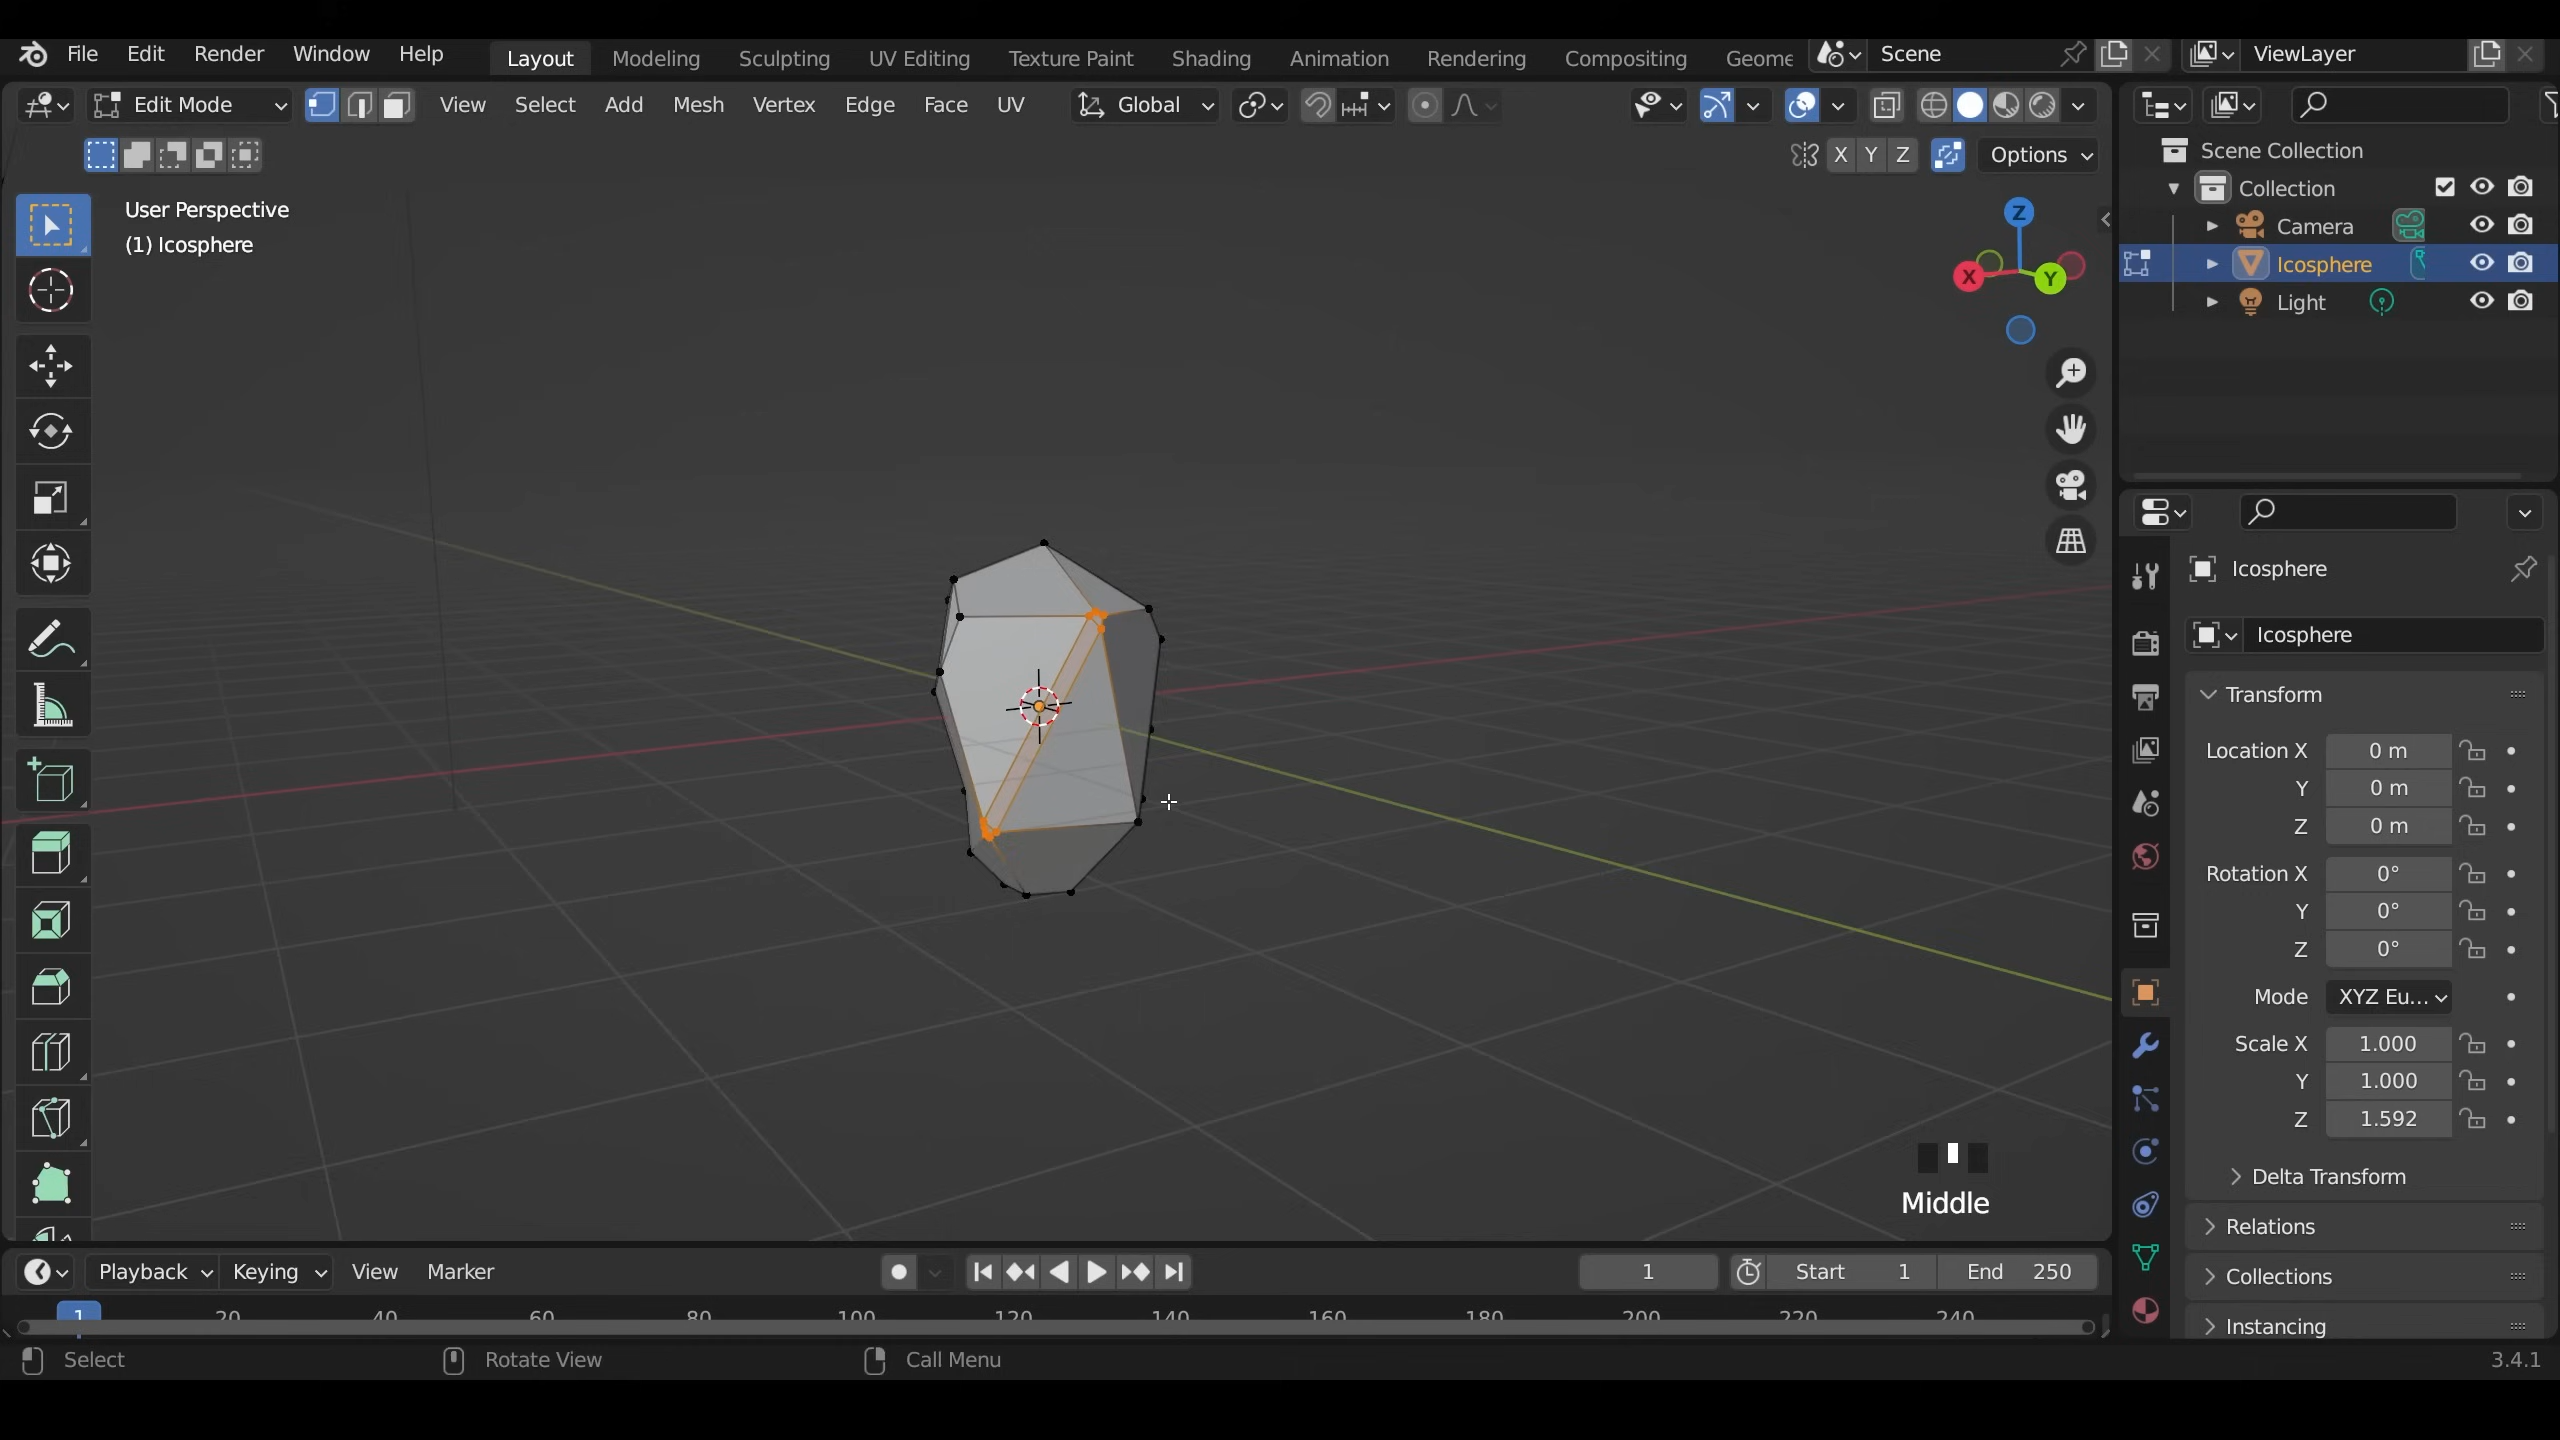 File Edit Render Window Help Layout Modeling Sculpting UV Editing Texture Paint Shading Animation Rendering Compositing Geome Scene ViewLayer
Edit Mode View Select Add Mesh Vertex Edge Face UV Global
X Y Z Options
User Perspective
(1) Icosphere
Z
X
Y
Scene Collection
Collection
Camera
Icosphere
Light
Icosphere
Icosphere
Transform
Location X 0 m
Y 0 m
Z 0 m
Rotation X 0°
Y 0°
Z 0°
Mode XYZ Eu...
Scale X 1.000
Y 1.000
Z 1.592
Delta Transform
Relations
Collections
Instancing
Middle
Playback Keying View Marker 1 Start 1 End 250
1 20 40 60 80 100 120 140 160 180 200 220 240
Select Rotate View Call Menu 3.4.1